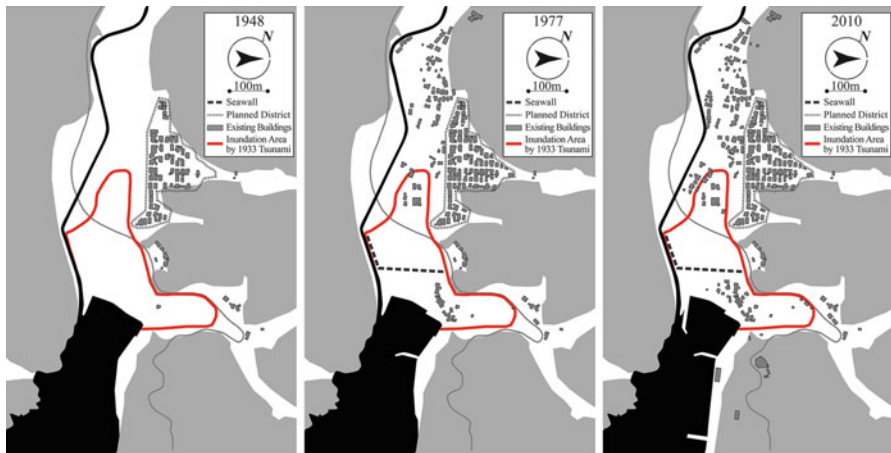 1948
N
100m
Seawall
Planned District
Existing Buildings
Inundation Area
by 1933 Tsunami
1977
N
100m
Seawall
Planned District
Existing Buildings
Inundation Area
by 1933 Tsunami
2010
N
100m
Seawall
Planned District
Existing Buildings
Inundation Area
by 1933 Tsunami